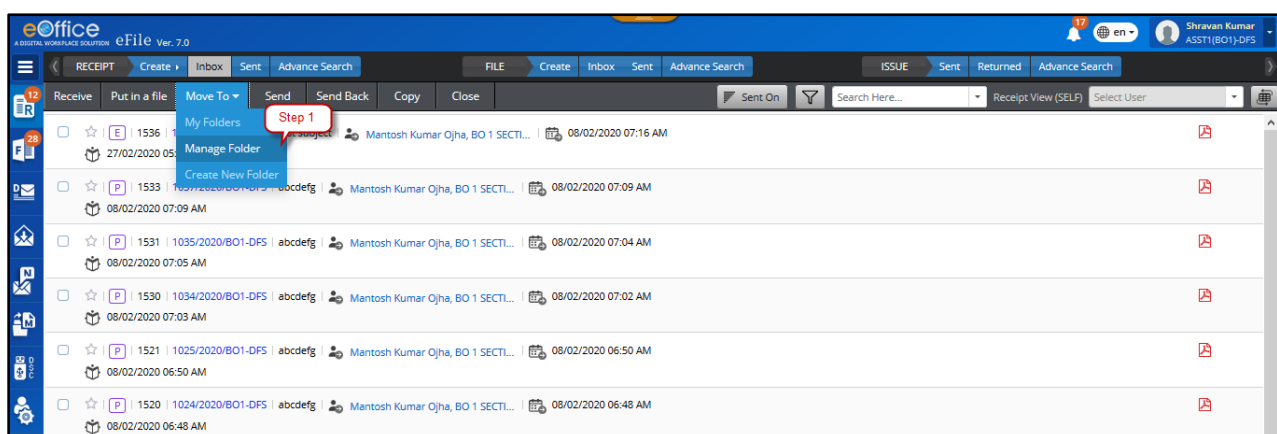 eOffice
A DIGITAL WORKPLACE SOLUTION eFile Ver. 7.0
17 en Shravan Kumar
ASST1(BO1)-DFS
RECEIPT Create Inbox Sent Advance Search FILE Create Inbox Sent Advance Search ISSUE Sent Returned Advance Search
12 R Receive Put in a file Move To Send Send Back Copy Close Sent On Search Here... Receipt View (SELF) Select User
My Folders
Step 1
E 1536 subject Mantosh Kumar Ojha, BO 1 SECTI... 08/02/2020 07:16 AM
28 F 27/02/2020 05: Manage Folder
Create New Folder
D P 1533 1037/2020/BO1-DFS abcdefg Mantosh Kumar Ojha, BO 1 SECTI... 08/02/2020 07:09 AM
08/02/2020 07:09 AM
P 1531 1035/2020/BO1-DFS abcdefg Mantosh Kumar Ojha, BO 1 SECTI... 08/02/2020 07:04 AM
08/02/2020 07:05 AM
N
P 1530 1034/2020/BO1-DFS abcdefg Mantosh Kumar Ojha, BO 1 SECTI... 08/02/2020 07:02 AM
M 08/02/2020 07:03 AM
P 1521 1025/2020/BO1-DFS abcdefg Mantosh Kumar Ojha, BO 1 SECTI... 08/02/2020 06:50 AM
DSC 08/02/2020 06:50 AM
P 1520 1024/2020/BO1-DFS abcdefg Mantosh Kumar Ojha, BO 1 SECTI... 08/02/2020 06:48 AM
08/02/2020 06:48 AM